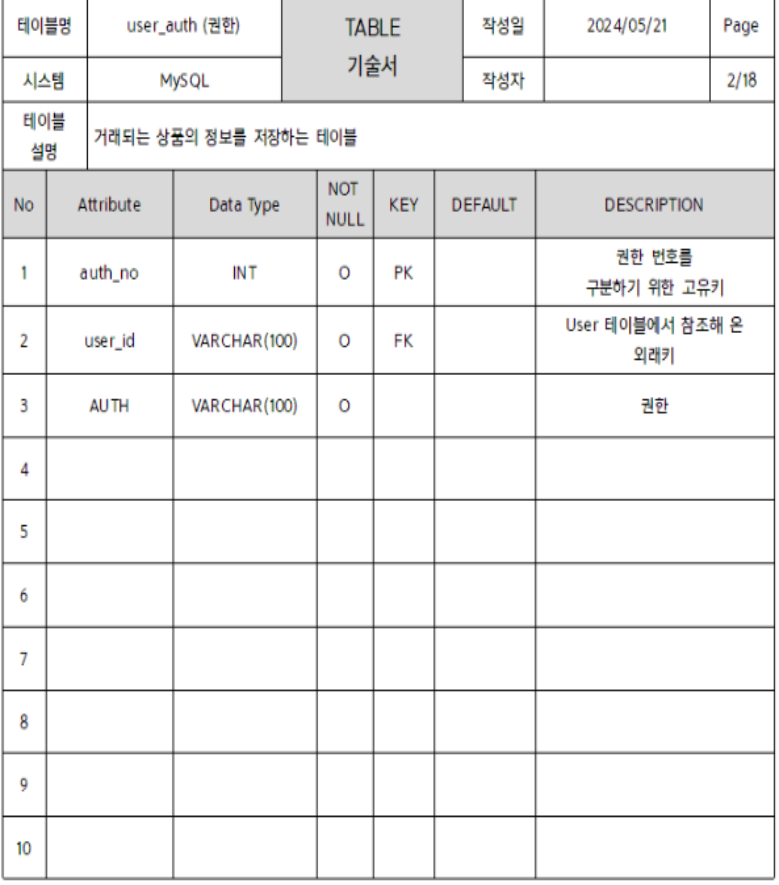 테이블명 user_auth (권한) TABLE 기술서 작성일 2024/05/21 Page
시스템 MySQL 작성자 2/18
테이블 설명 거래되는 상품의 정보를 저장하는 테이블
No Attribute Data Type NOT NULL KEY DEFAULT DESCRIPTION
1 auth_no INT O PK 권한 번호를 구분하기 위한 고유키
2 user_id VARCHAR(100) O FK User 테이블에서 참조해 온 외래키
3 AUTH VARCHAR(100) O 권한
4
5
6
7
8
9
10